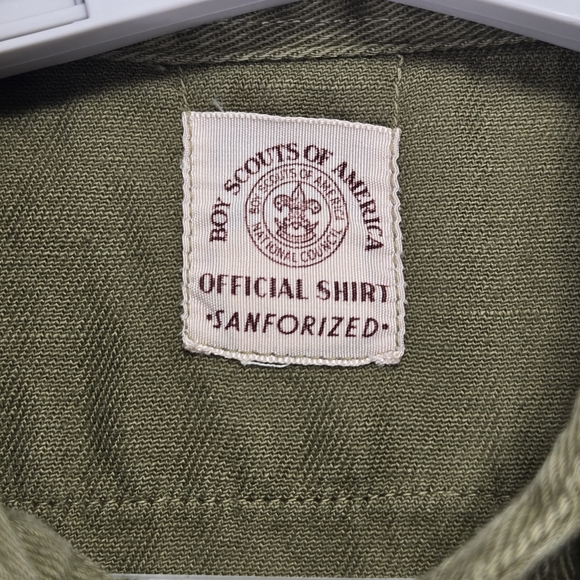 BOY SCOUTS OF AMERICA
BOY SCOUTS OF AMERICA
NATIONAL COUNCIL
OFFICIAL SHIRT
•SANFORIZED•